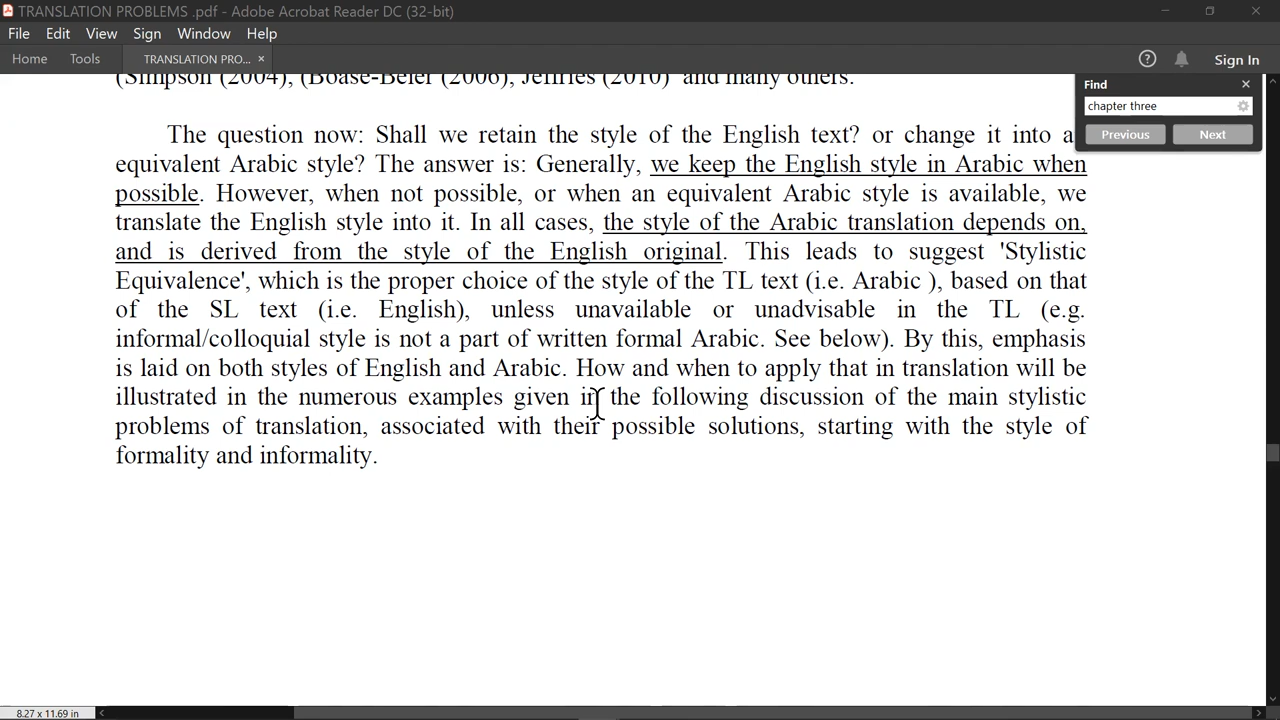 TRANSLATION PROBLEMS .pdf - Adobe Acrobat Reader DC (32-bit)
File Edit View Sign Window Help
Home Tools TRANSLATION PRO... × Sign In
(Simpson (2004), (Boase-Beier (2006), Jeffries (2010) and many others.
Find
chapter three
Previous Next
The question now: Shall we retain the style of the English text? or change it into a
equivalent Arabic style? The answer is: Generally, we keep the English style in Arabic when
possible. However, when not possible, or when an equivalent Arabic style is available, we
translate the English style into it. In all cases, the style of the Arabic translation depends on,
and is derived from the style of the English original. This leads to suggest 'Stylistic
Equivalence', which is the proper choice of the style of the TL text (i.e. Arabic ), based on that
of the SL text (i.e. English), unless unavailable or unadvisable in the TL (e.g.
informal/colloquial style is not a part of written formal Arabic. See below). By this, emphasis
is laid on both styles of English and Arabic. How and when to apply that in translation will be
illustrated in the numerous examples given in the following discussion of the main stylistic
problems of translation, associated with their possible solutions, starting with the style of
formality and informality.
8.27 x 11.69 in